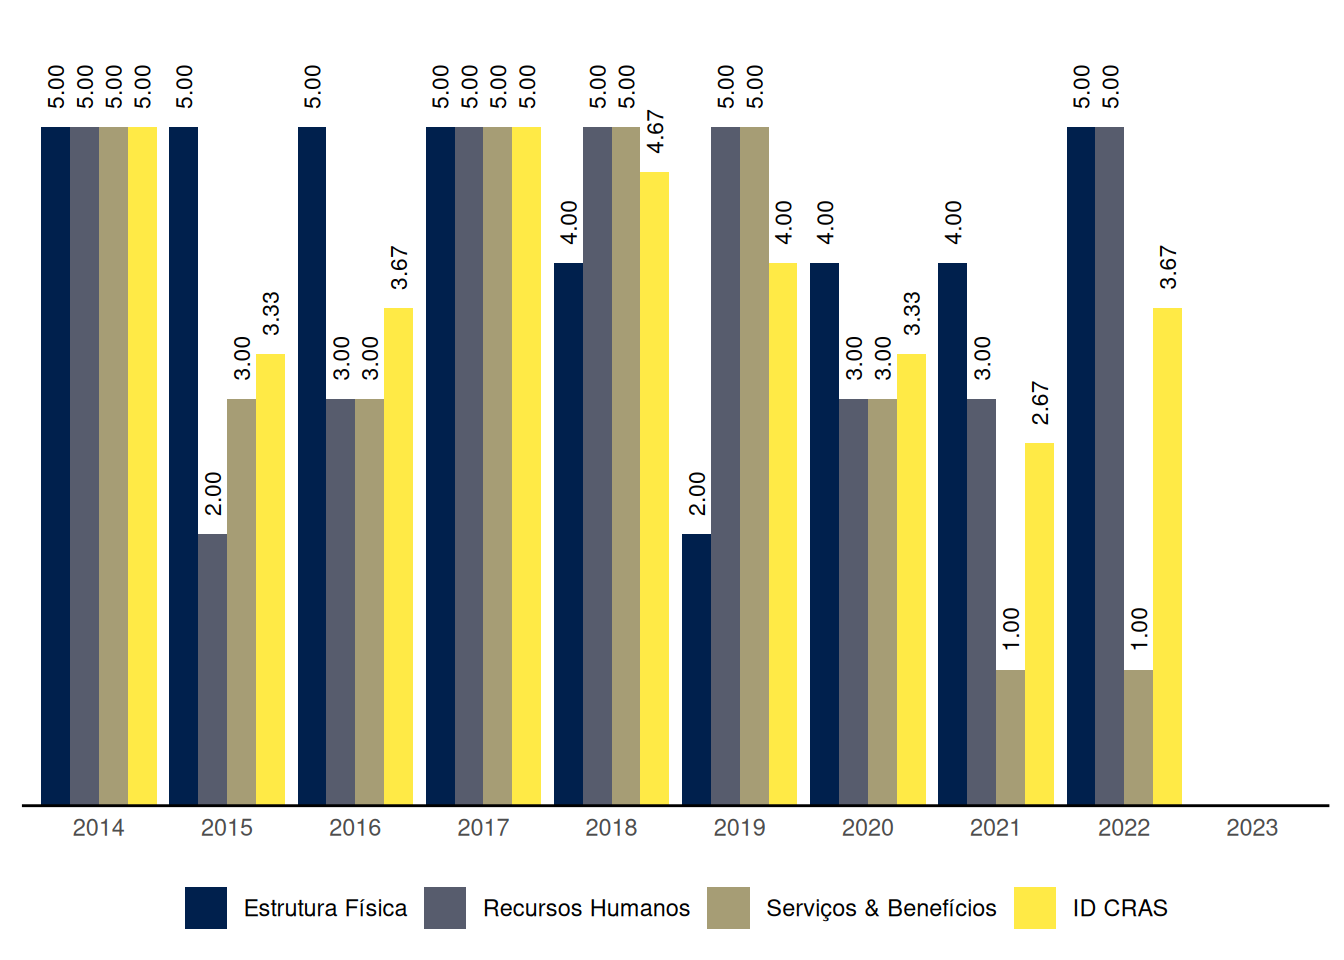 5.00 5.00 5.00 5.00 5.00 5.00 5.00 5.00 5.00 5.00 5.00 5.00 5.00 5.00 5.00 5.00
4.67
4.00 4.00 4.00 4.00
3.67 3.67
3.33 3.33
3.00 3.00 3.00 3.00 3.00 3.00
2.67
2.00 2.00
1.00 1.00
2014 2015 2016 2017 2018 2019 2020 2021 2022 2023
Estrutura Física Recursos Humanos Serviços & Benefícios ID CRAS